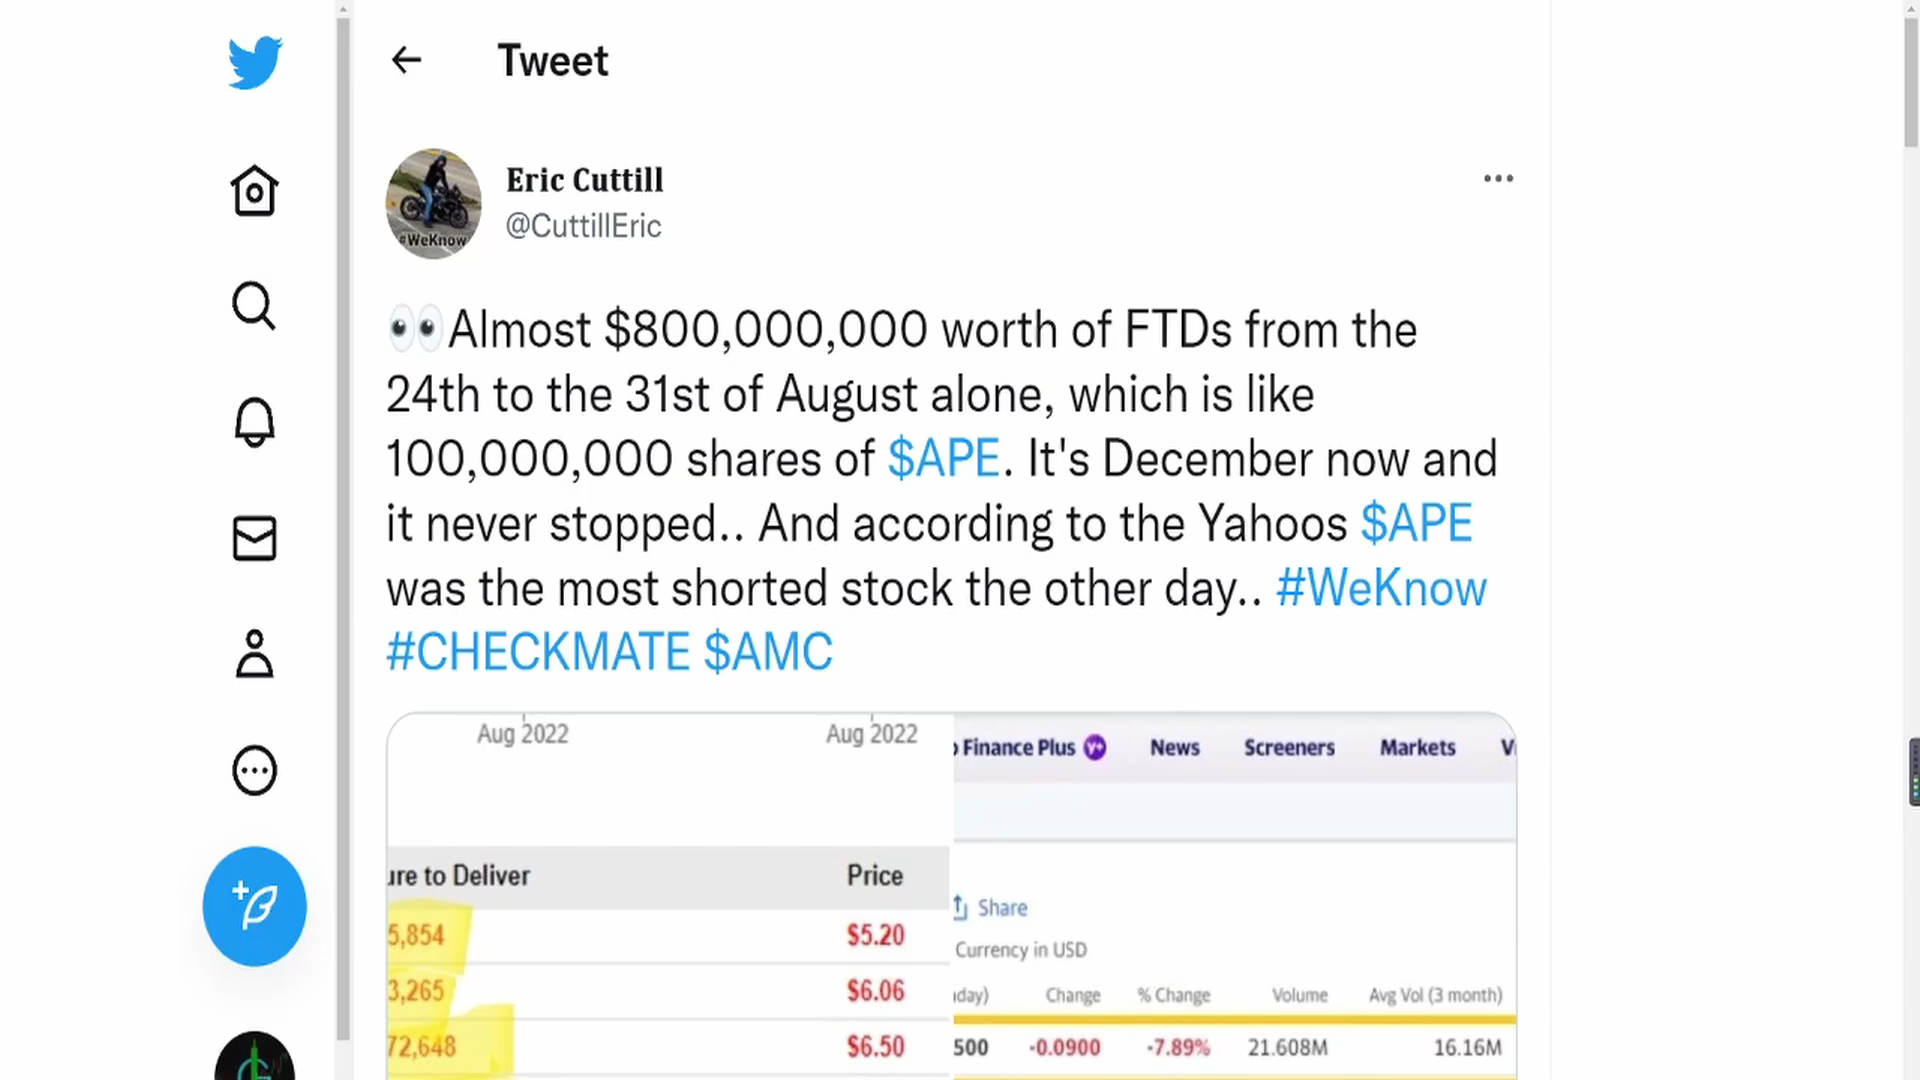 Tweet
Eric Cuttill
@CuttillEric
#WeKnow
👀Almost $800,000,000 worth of FTDs from the
24th to the 31st of August alone, which is like
100,000,000 shares of $APE. It's December now and
it never stopped.. And according to the Yahoos $APE
was the most shorted stock the other day.. #WeKnow
#CHECKMATE $AMC
Aug 2022 Aug 2022
ure to Deliver Price
5,854 $5.20
3,265 $6.06
72,648 $6.50
Finance Plus News Screeners Markets
Share
Currency in USD
day) Change % Change Volume Avg Vol (3 month)
500 -0.0900 -7.89% 21.608M 16.16M